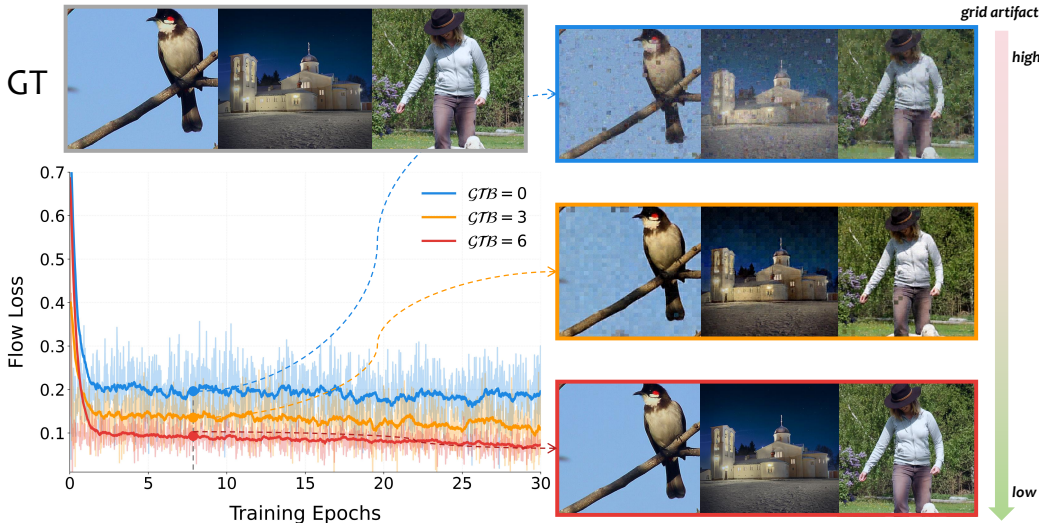 grid artifact
high
GT
0.7
0.6
0.5
0.4
0.3
0.2
0.1
Flow Loss
GTB = 0
GTB = 3
GTB = 6
0 5 10 15 20 25 30
Training Epochs
low